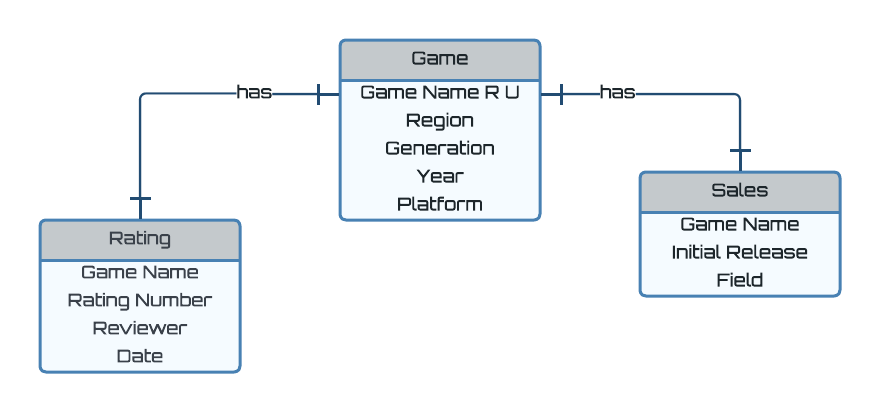 Game
Game Name R U
Region
Generation
Year
Platform
has
has
Rating
Game Name
Rating Number
Reviewer
Date
Sales
Game Name
Initial Release
Field